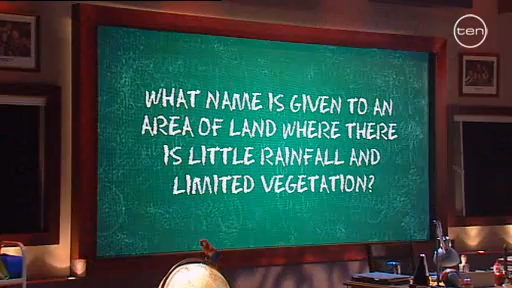 ten
WHAT NAME IS GIVEN TO AN
AREA OF LAND WHERE THERE
IS LITTLE RAINFALL AND
LIMITED VEGETATION?